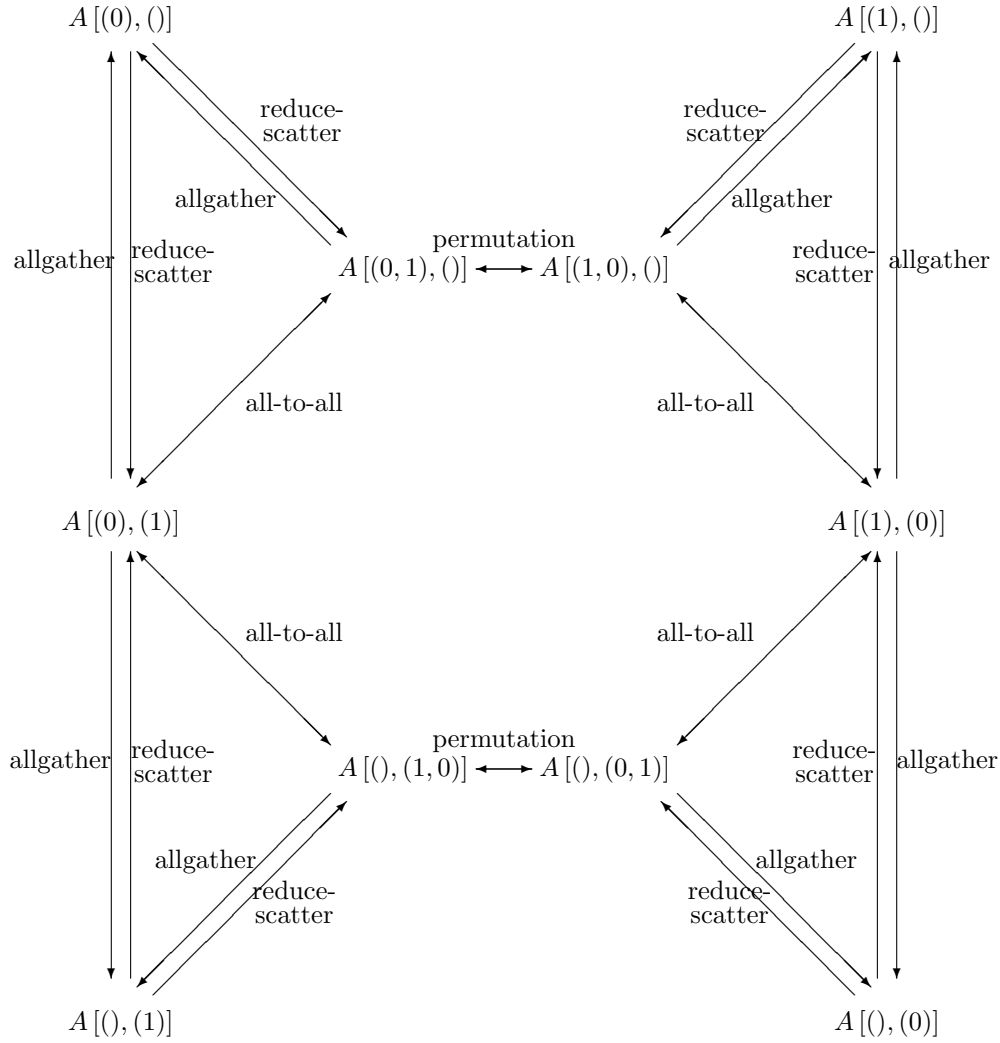 A [(0), ()]
A [(1), ()]
reduce-
scatter
reduce-
scatter
allgather
allgather
allgather
reduce-
scatter
permutation
reduce-
scatter
allgather
A [(0, 1), ()]
A [(1, 0), ()]
all-to-all
all-to-all
A [(0), (1)]
A [(1), (0)]
all-to-all
all-to-all
allgather
reduce-
scatter
permutation
reduce-
scatter
allgather
A [(), (1, 0)]
A [(), (0, 1)]
allgather
allgather
reduce-
scatter
reduce-
scatter
A [(), (1)]
A [(), (0)]